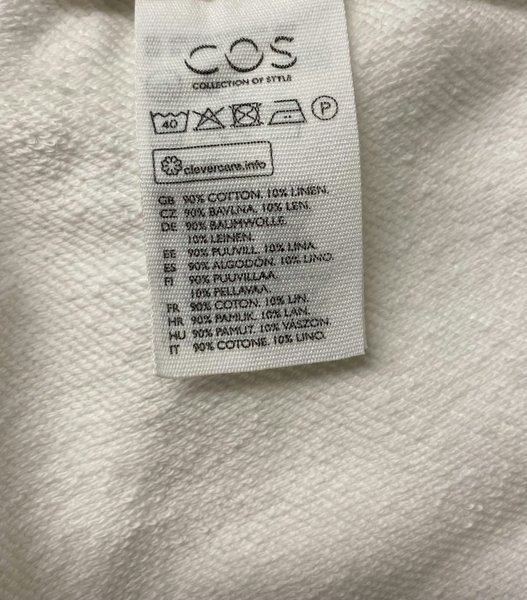 COS
COLLECTION OF STYLE
40
P
clevercare.info
GB 90% COTTON, 10% LINEN.
CZ 90% BAVLNA, 10% LEN.
DE 90% BAUMWOLLE,
10% LEINEN.
EE 90% PUUVILL, 10% LINA.
ES 90% ALGODÓN, 10% LINO.
FI 90% PUUVILLAA,
10% PELLAVAA.
FR 90% COTON, 10% LIN.
HR 90% PAMUK, 10% LAN.
HU 90% PAMUT, 10% VÁSZON.
IT 90% COTONE, 10% LINO.